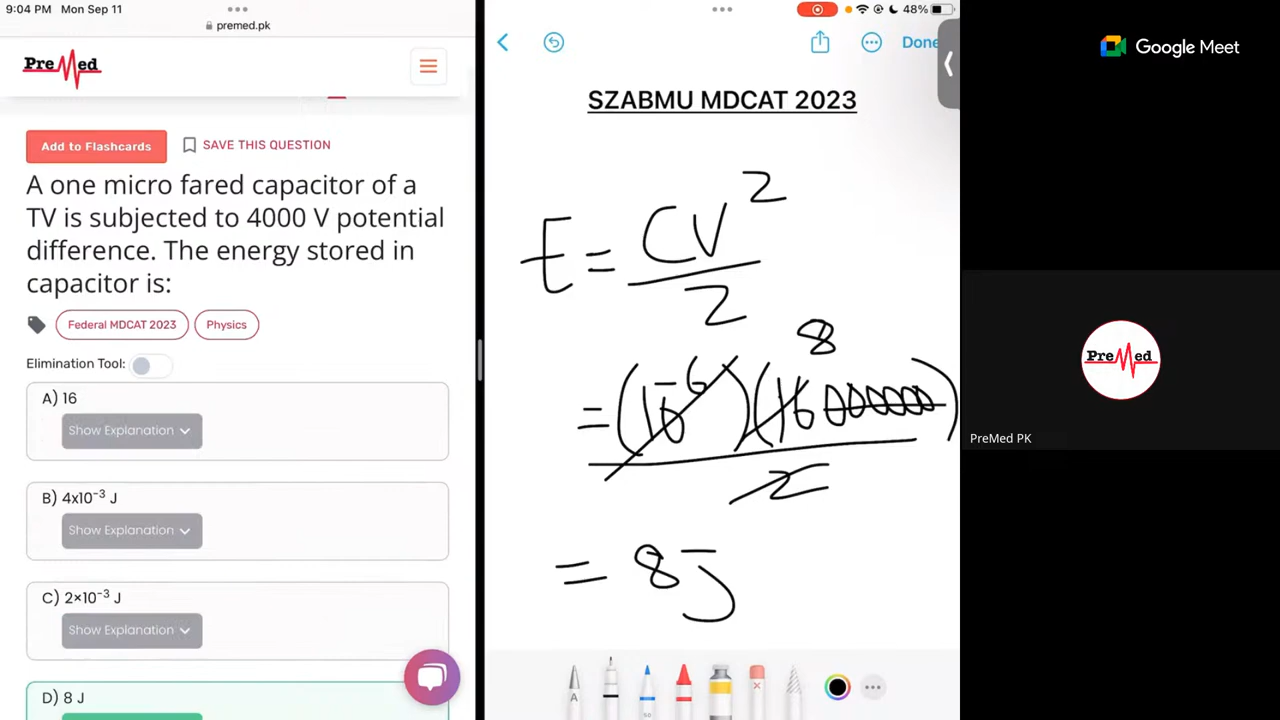 9:04 PM Mon Sep 11
premed.pk
PreMed
Add to Flashcards
SAVE THIS QUESTION
A one micro fared capacitor of a
TV is subjected to 4000 V potential
difference. The energy stored in
capacitor is:
Federal MDCAT 2023
Physics
Elimination Tool:
A) 16
Show Explanation
B) 4x10⁻³ J
Show Explanation
C) 2×10⁻³ J
Show Explanation
D) 8 J
48%
Done
SZABMU MDCAT 2023
E = CV²
2
8
= (10⁻⁶) (16000000)
2
= 8J
Google Meet
PreMed
PreMed PK